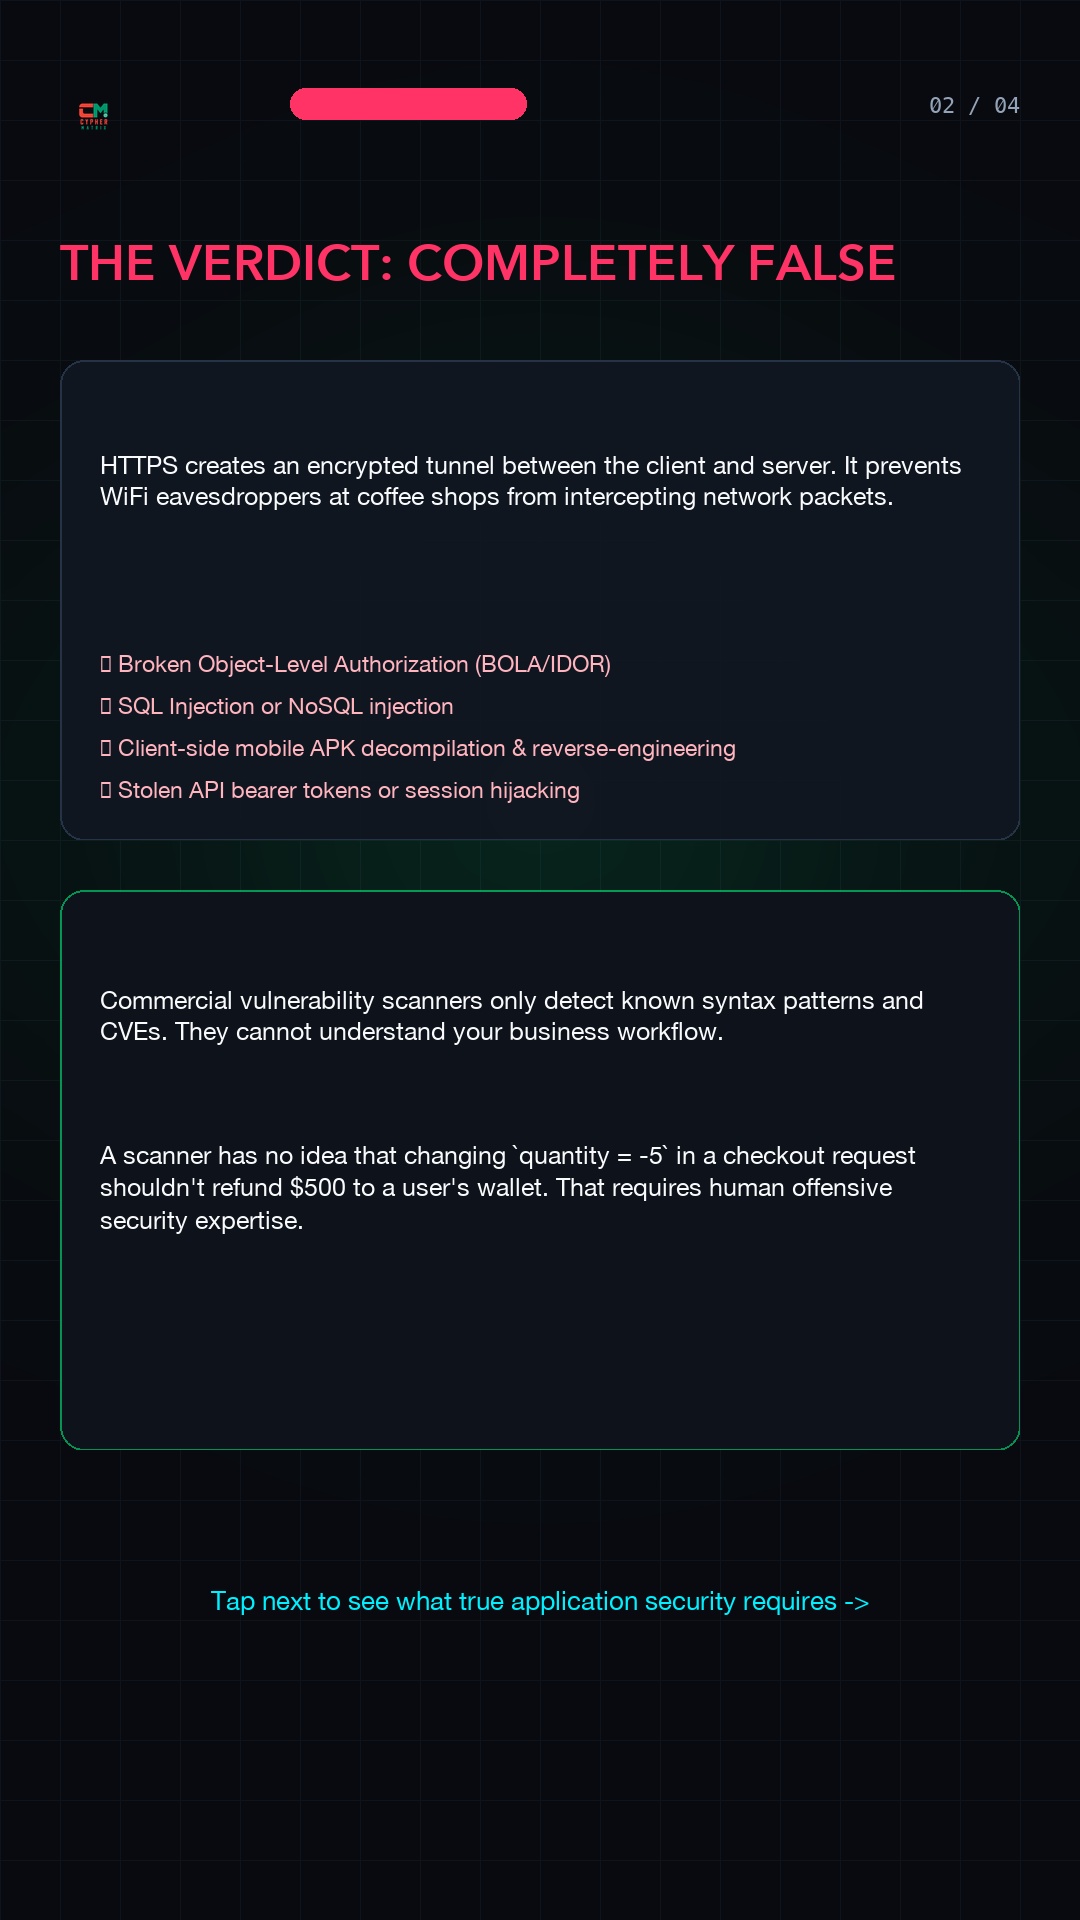 CM
CYPHER
MATRIX
02 / 04
THE VERDICT: COMPLETELY FALSE
HTTPS creates an encrypted tunnel between the client and server. It prevents
WiFi eavesdroppers at coffee shops from intercepting network packets.
▯ Broken Object-Level Authorization (BOLA/IDOR)
▯ SQL Injection or NoSQL injection
▯ Client-side mobile APK decompilation & reverse-engineering
▯ Stolen API bearer tokens or session hijacking
Commercial vulnerability scanners only detect known syntax patterns and
CVEs. They cannot understand your business workflow.
A scanner has no idea that changing `quantity = -5` in a checkout request
shouldn't refund $500 to a user's wallet. That requires human offensive
security expertise.
Tap next to see what true application security requires ->